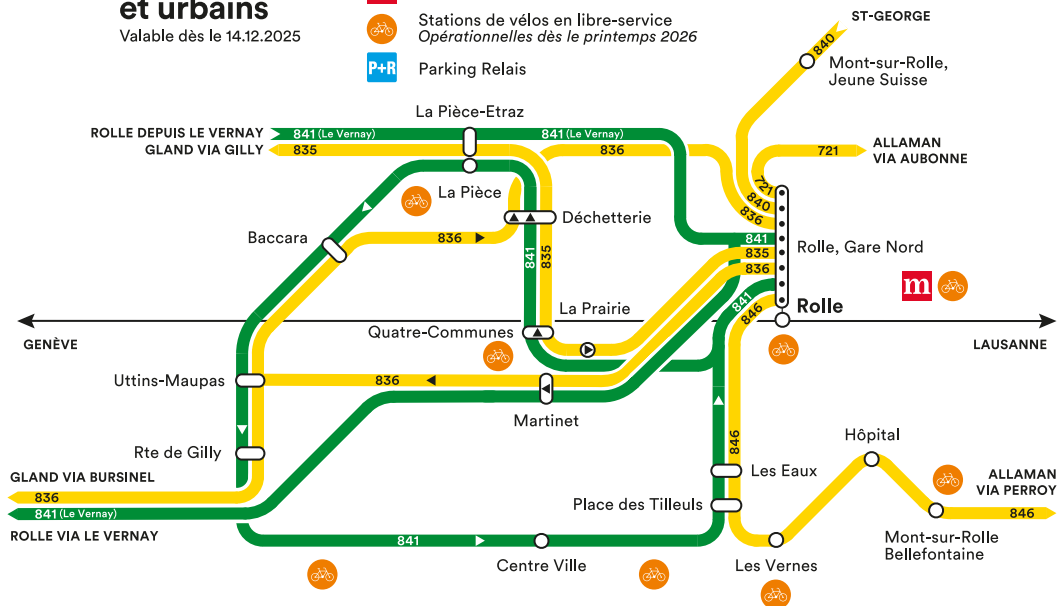 et urbains
Valable dès le 14.12.2025
Stations de vélos en libre-service
Opérationnelles dès le printemps 2026
P+R
Parking Relais
ST-GEORGE
840
Mont-sur-Rolle,
Jeune Suisse
La Pièce-Etraz
ROLLE DEPUIS LE VERNAY
841 (Le Vernay)
841 (Le Vernay)
GLAND VIA GILLY
835
836
721
ALLAMAN
VIA AUBONNE
La Pièce
721
840
836
Déchetterie
Baccara
836
841
835
841
835
836
Rolle, Gare Nord
m
841
846
La Prairie
Rolle
Quatre-Communes
GENÈVE
LAUSANNE
Uttins-Maupas
836
Martinet
846
Hôpital
Rte de Gilly
Les Eaux
GLAND VIA BURSINEL
836
841 (Le Vernay)
ROLLE VIA LE VERNAY
Place des Tilleuls
ALLAMAN
VIA PERROY
846
841
Centre Ville
Les Vernes
Mont-sur-Rolle
Bellefontaine